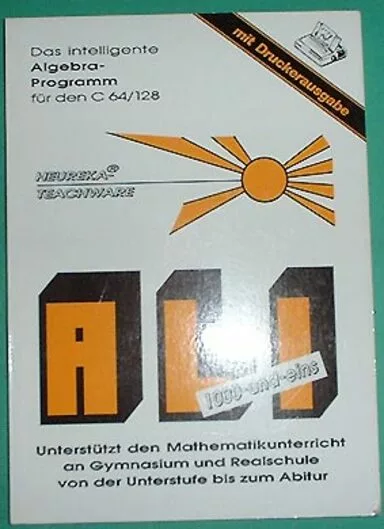 Das intelligente
Algebra-
Programm
für den C 64/128
mit Druckerausgabe
HEUREKA-®
TEACHWARE
ALI
1000-und-eins
Unterstützt den Mathematikunterricht
an Gymnasium und Realschule
von der Unterstufe bis zum Abitur